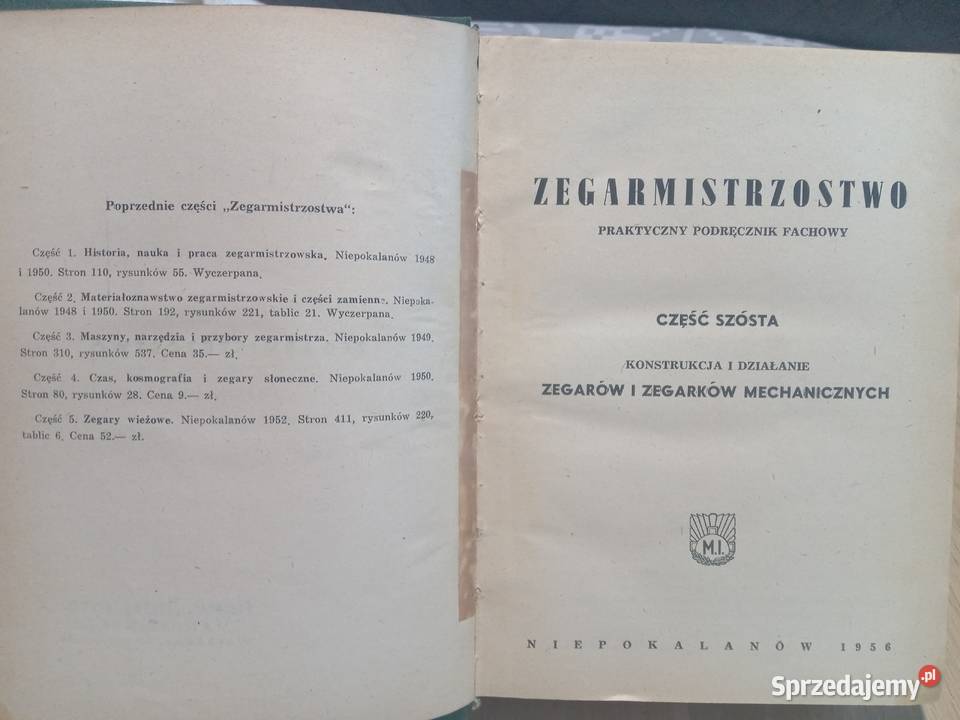 Poprzednie części „Zegarmistrzostwa":
Część 1. Historia, nauka i praca zegarmistrzowska. Niepokalanów 1948
i 1950. Stron 110, rysunków 55. Wyczerpana.
Część 2. Materiałoznawstwo zegarmistrzowskie i części zamienne. Niepoka-
lanów 1948 i 1950. Stron 192, rysunków 221, tablic 21. Wyczerpana.
Część 3. Maszyny, narzędzia i przybory zegarmistrza. Niepokalanów 1949.
Stron 310, rysunków 537. Cena 35.— zł.
Część 4. Czas, kosmografia i zegary słoneczne. Niepokalanów 1950.
Stron 80, rysunków 28. Cena 9.— zł.
Część 5. Zegary wieżowe. Niepokalanów 1952. Stron 411, rysunków 220,
tablic 6. Cena 52.— zł.
ZEGARMISTRZOSTWO
PRAKTYCZNY PODRĘCZNIK FACHOWY
CZĘŚĆ SZÓSTA
KONSTRUKCJA I DZIAŁANIE
ZEGARÓW I ZEGARKÓW MECHANICZNYCH
M.I.
NIEPOKALANÓW 1956
Sprzedajemy.pl